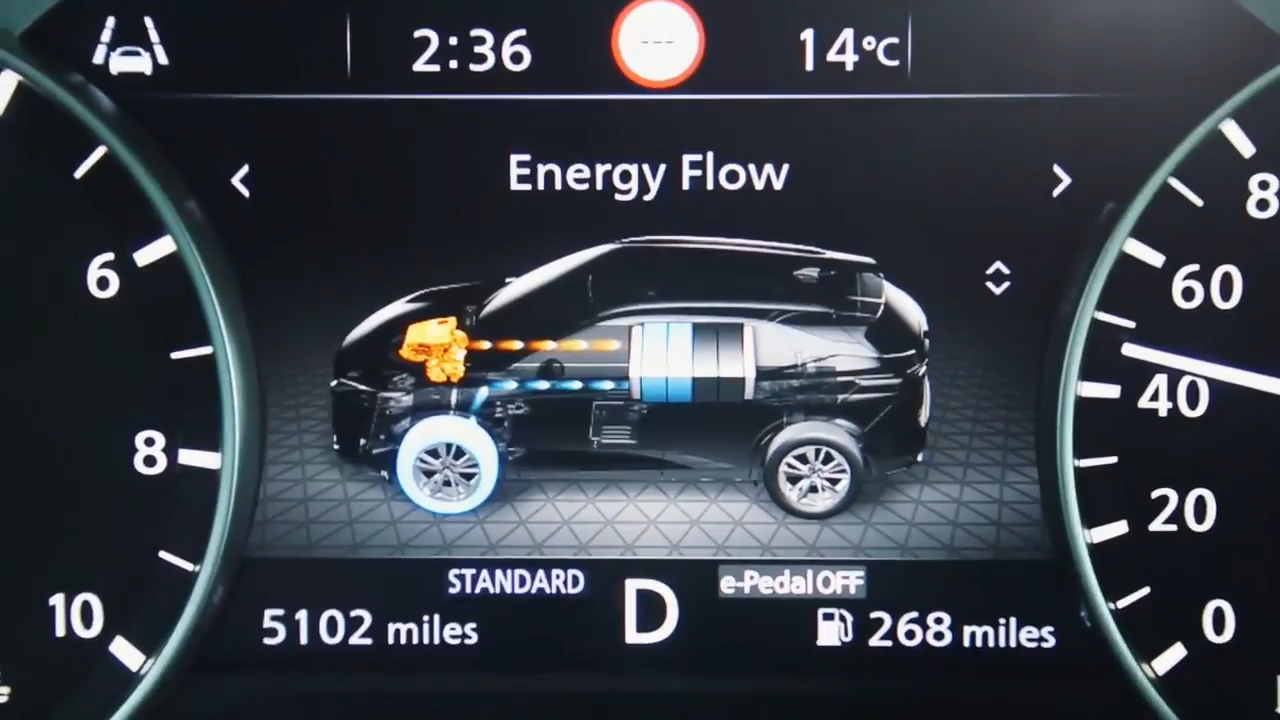 2:36 --- 14°C
Energy Flow
6
8
10
8
60
40
20
0
STANDARD D e-Pedal OFF
5102 miles 268 miles